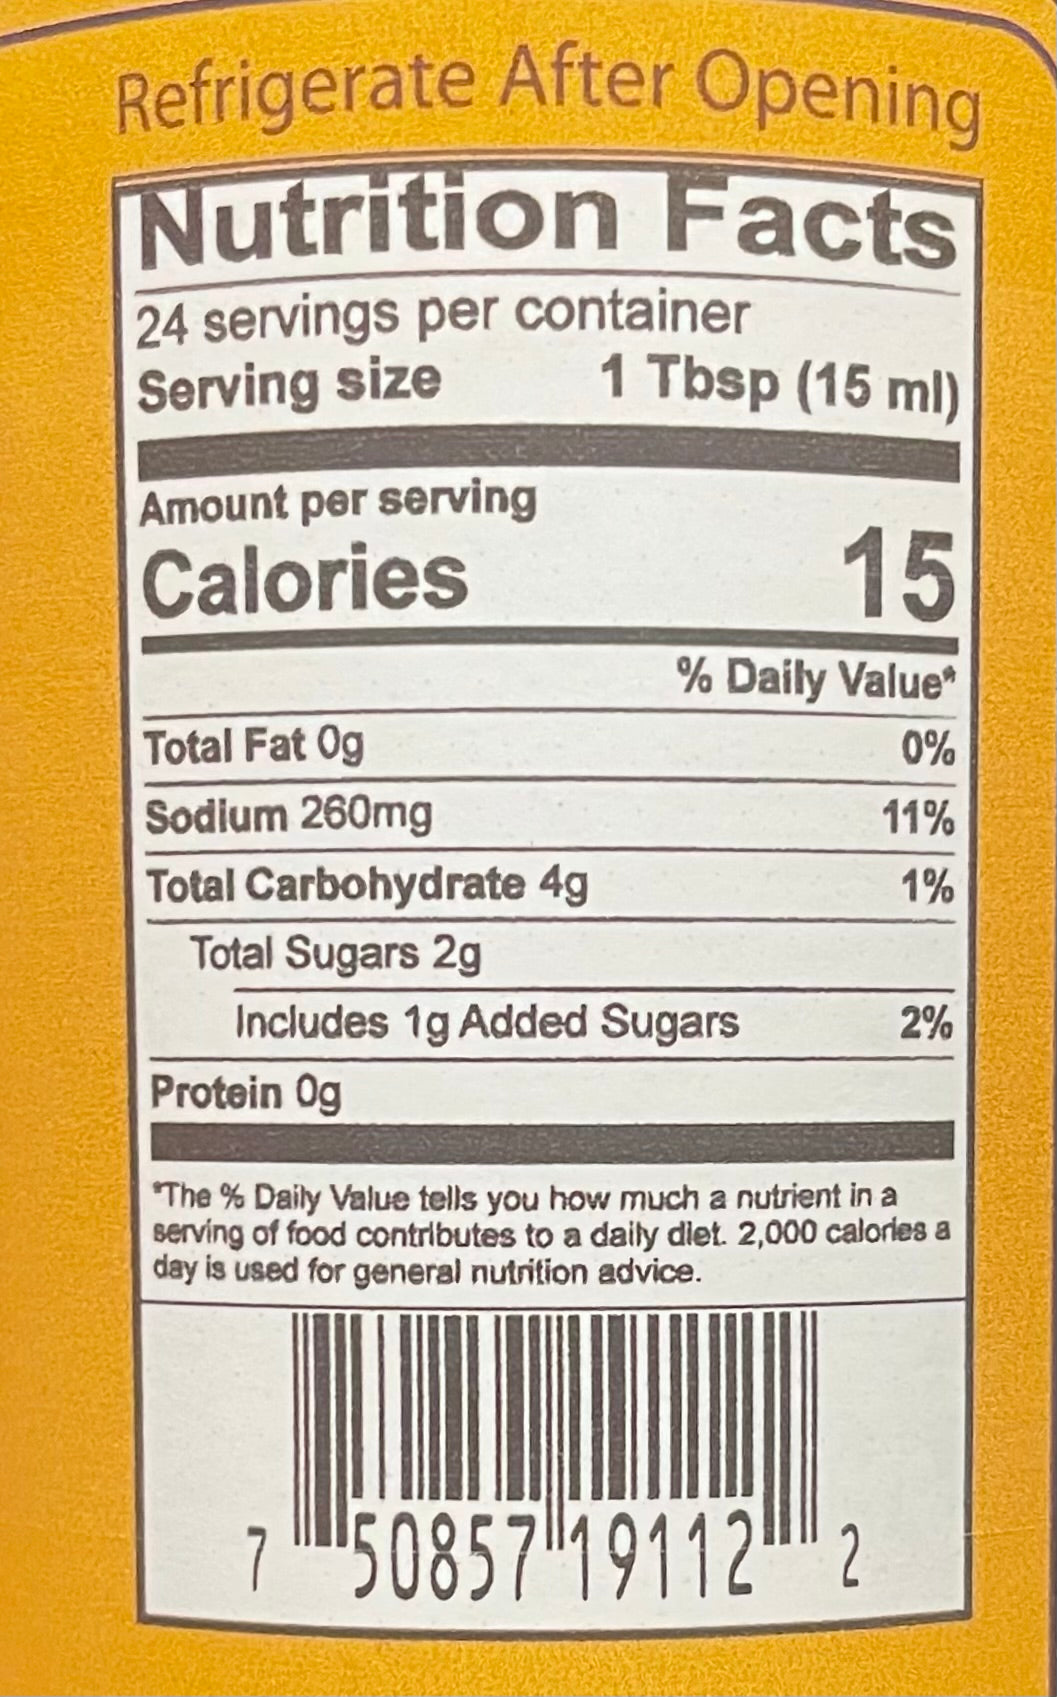 Refrigerate After Opening
Nutrition Facts
24 servings per container
Serving size 1 Tbsp (15 ml)
Amount per serving
Calories 15
% Daily Value*
Total Fat 0g 0%
Sodium 260mg 11%
Total Carbohydrate 4g 1%
Total Sugars 2g
Includes 1g Added Sugars 2%
Protein 0g
*The % Daily Value tells you how much a nutrient in a
serving of food contributes to a daily diet. 2,000 calories a
day is used for general nutrition advice.
7 50857 19112 2